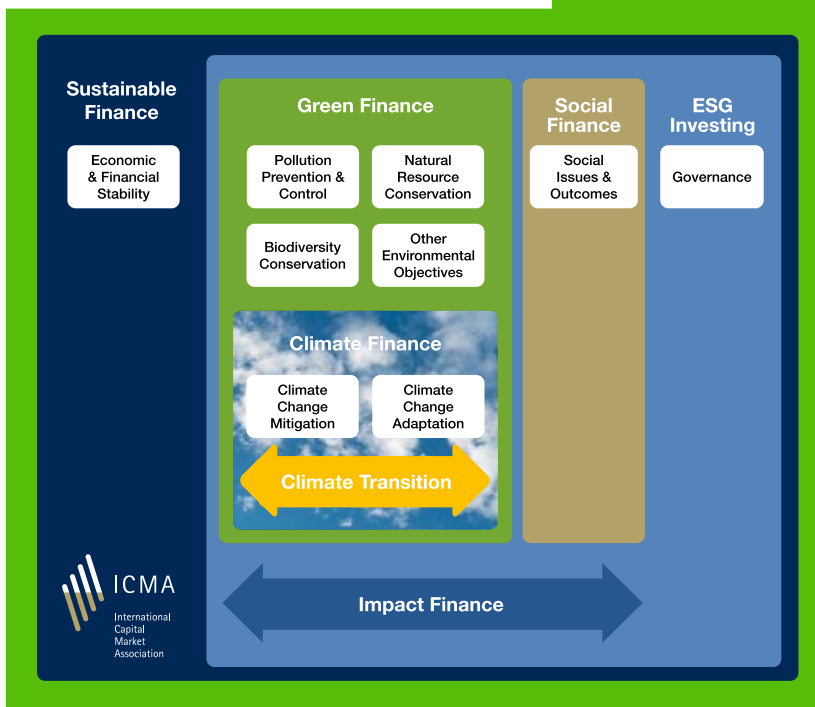 Sustainable
Finance
Economic
& Financial
Stability
Green Finance
Pollution
Prevention &
Control
Natural
Resource
Conservation
Biodiversity
Conservation
Other
Environmental
Objectives
Climate Finance
Climate
Change
Mitigation
Climate
Change
Adaptation
Climate Transition
Social
Finance
Social
Issues &
Outcomes
ESG
Investing
Governance
Impact Finance
ICMA
International
Capital
Market
Association